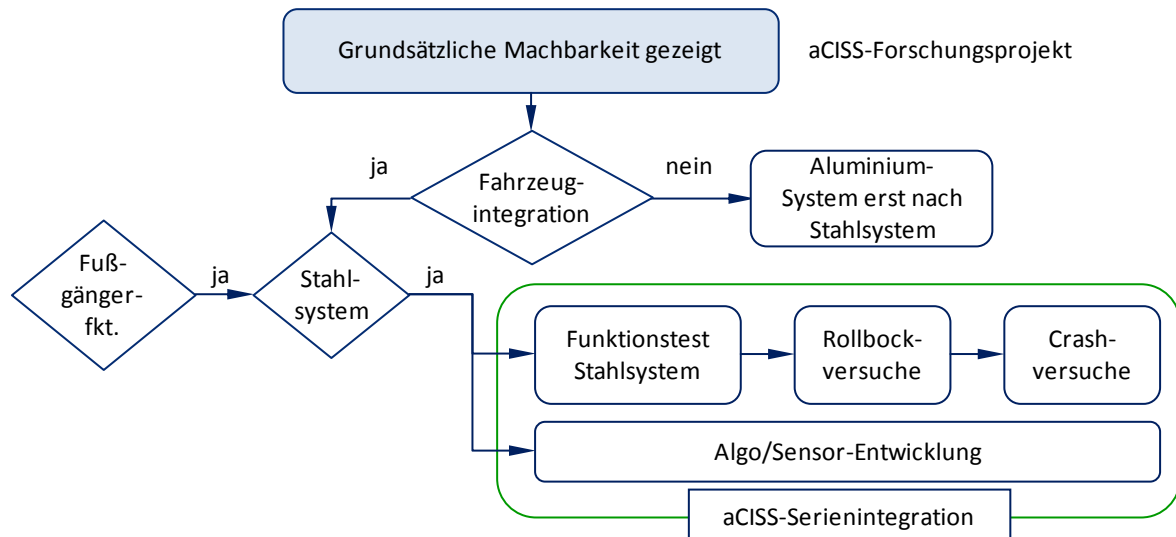 Grundsätzliche Machbarkeit gezeigt
aCISS-Forschungsprojekt
ja
nein
Fahrzeug-
integration
Aluminium-
System erst nach
Stahlsystem
Fuß-
gänger-
fkt.
ja
Stahl-
system
ja
Funktionstest
Stahlsystem
Rollbock-
versuche
Crash-
versuche
Algo/Sensor-Entwicklung
aCISS-Serienintegration